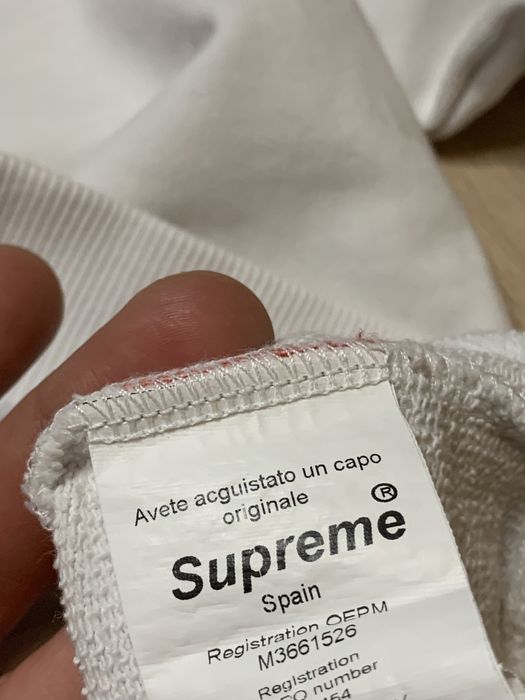 Avete acquistato un capo
originale
Supreme®
Spain
Registration OEPM
M3661526
Registration
number